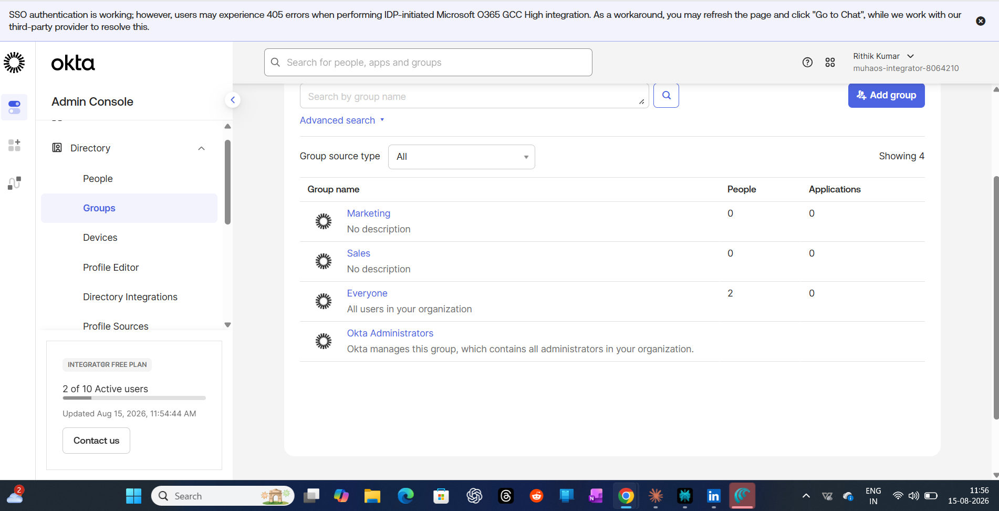 SSO authentication is working; however, users may experience 405 errors when performing IDP-initiated Microsoft O365 GCC High integration. As a workaround, you may refresh the page and click "Go to Chat", while we work with our
third-party provider to resolve this.
okta
Search for people, apps and groups
Rithik Kumar
muhaos-integrator-8064210
Admin Console
Search by group name
Add group
Advanced search
Directory
Group source type
All
Showing 4
People
Groups
Devices
Profile Editor
Directory Integrations
Profile Sources
Group name
People
Applications
Marketing
0
0
No description
Sales
0
0
No description
Everyone
2
0
All users in your organization
Okta Administrators
Okta manages this group, which contains all administrators in your organization.
INTEGRATOR FREE PLAN
2 of 10 Active users
Updated Aug 15, 2026, 11:54:44 AM
Contact us
2
Search
N
in
ENG
IN
11:56
15-08-2026